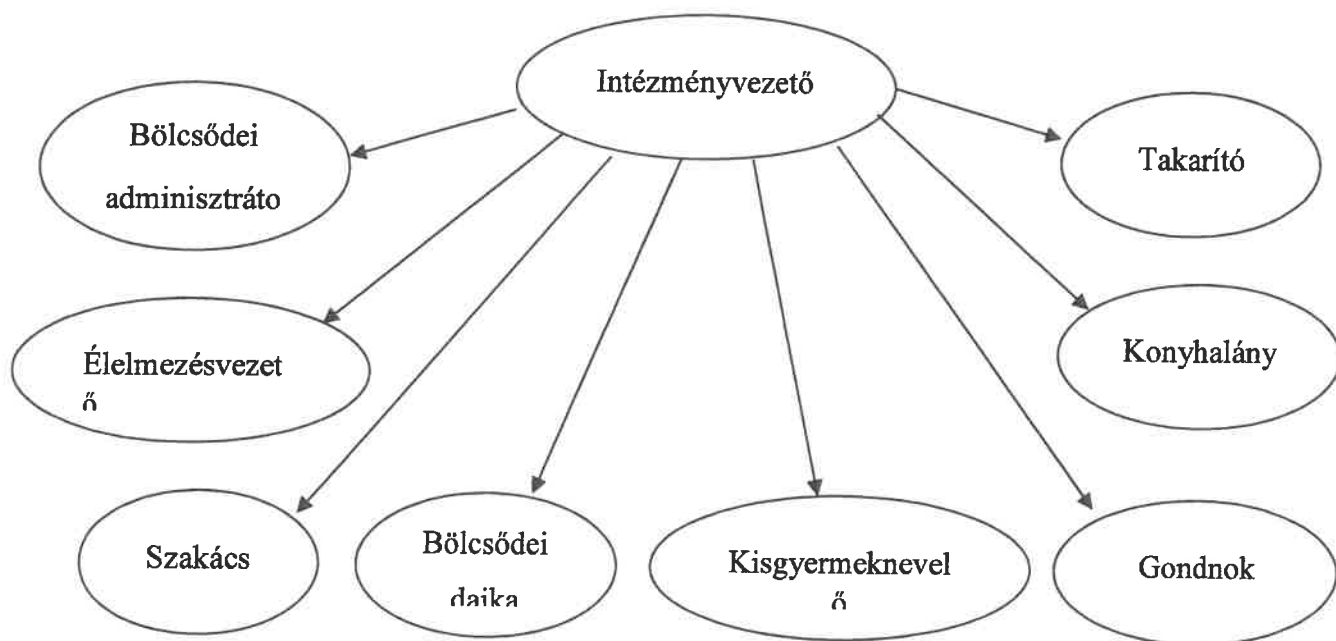 Intézményvezető
Bölcsődei
adminisztráto
Takarító
Élelmezésvezet
ő
Konyhalány
Szakács
Bölcsődei
dajka
Kisgyermeknevel
ő
Gondnok